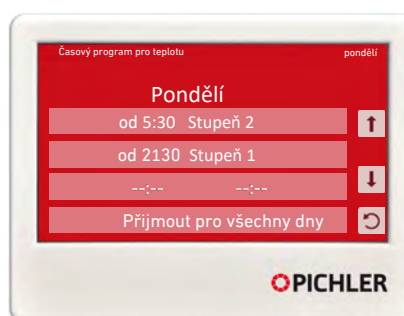 Časový program pro teplotu pondělí
Pondělí
od 5:30 Stupeň 2
od 2130 Stupeň 1
--:-- --:--
Přijmout pro všechny dny
PICHLER